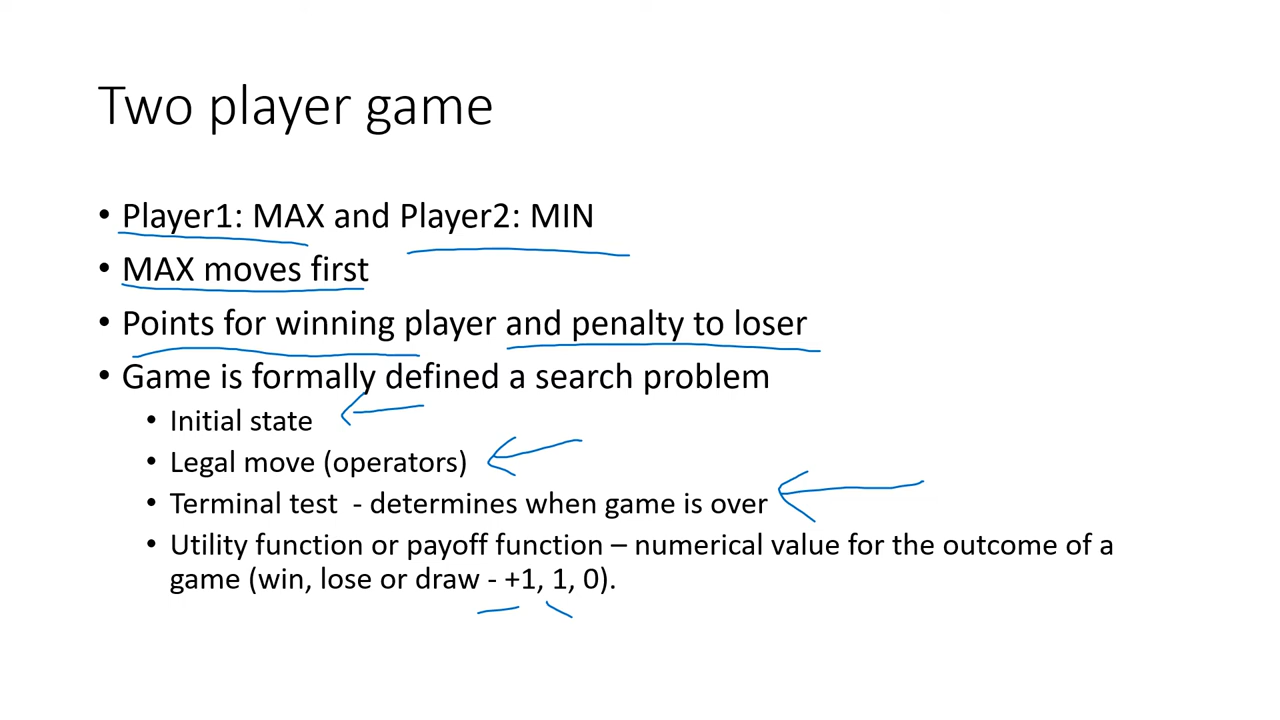 Two player game
• Player1: MAX and Player2: MIN
• MAX moves first
• Points for winning player and penalty to loser
• Game is formally defined a search problem
• Initial state
• Legal move (operators)
• Terminal test - determines when game is over
• Utility function or payoff function – numerical value for the outcome of a
game (win, lose or draw - +1, 1, 0).